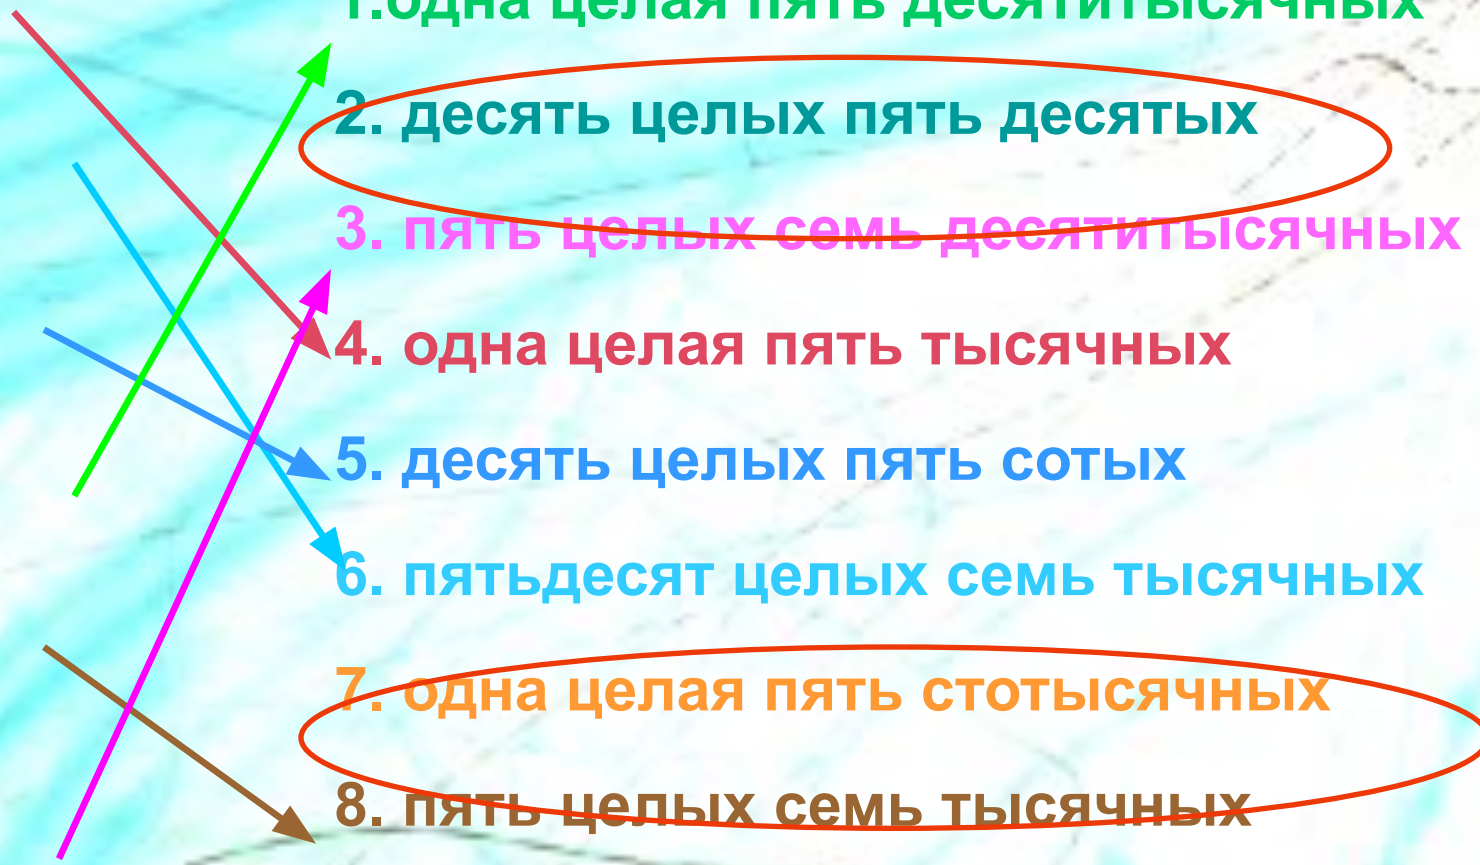 1.одна целая пять десятитысячных
2. десять целых пять десятых
3. пять целых семь десятитысячных
4. одна целая пять тысячных
5. десять целых пять сотых
6. пятьдесят целых семь тысячных
7. одна целая пять стотысячных
8. пять целых семь тысячных